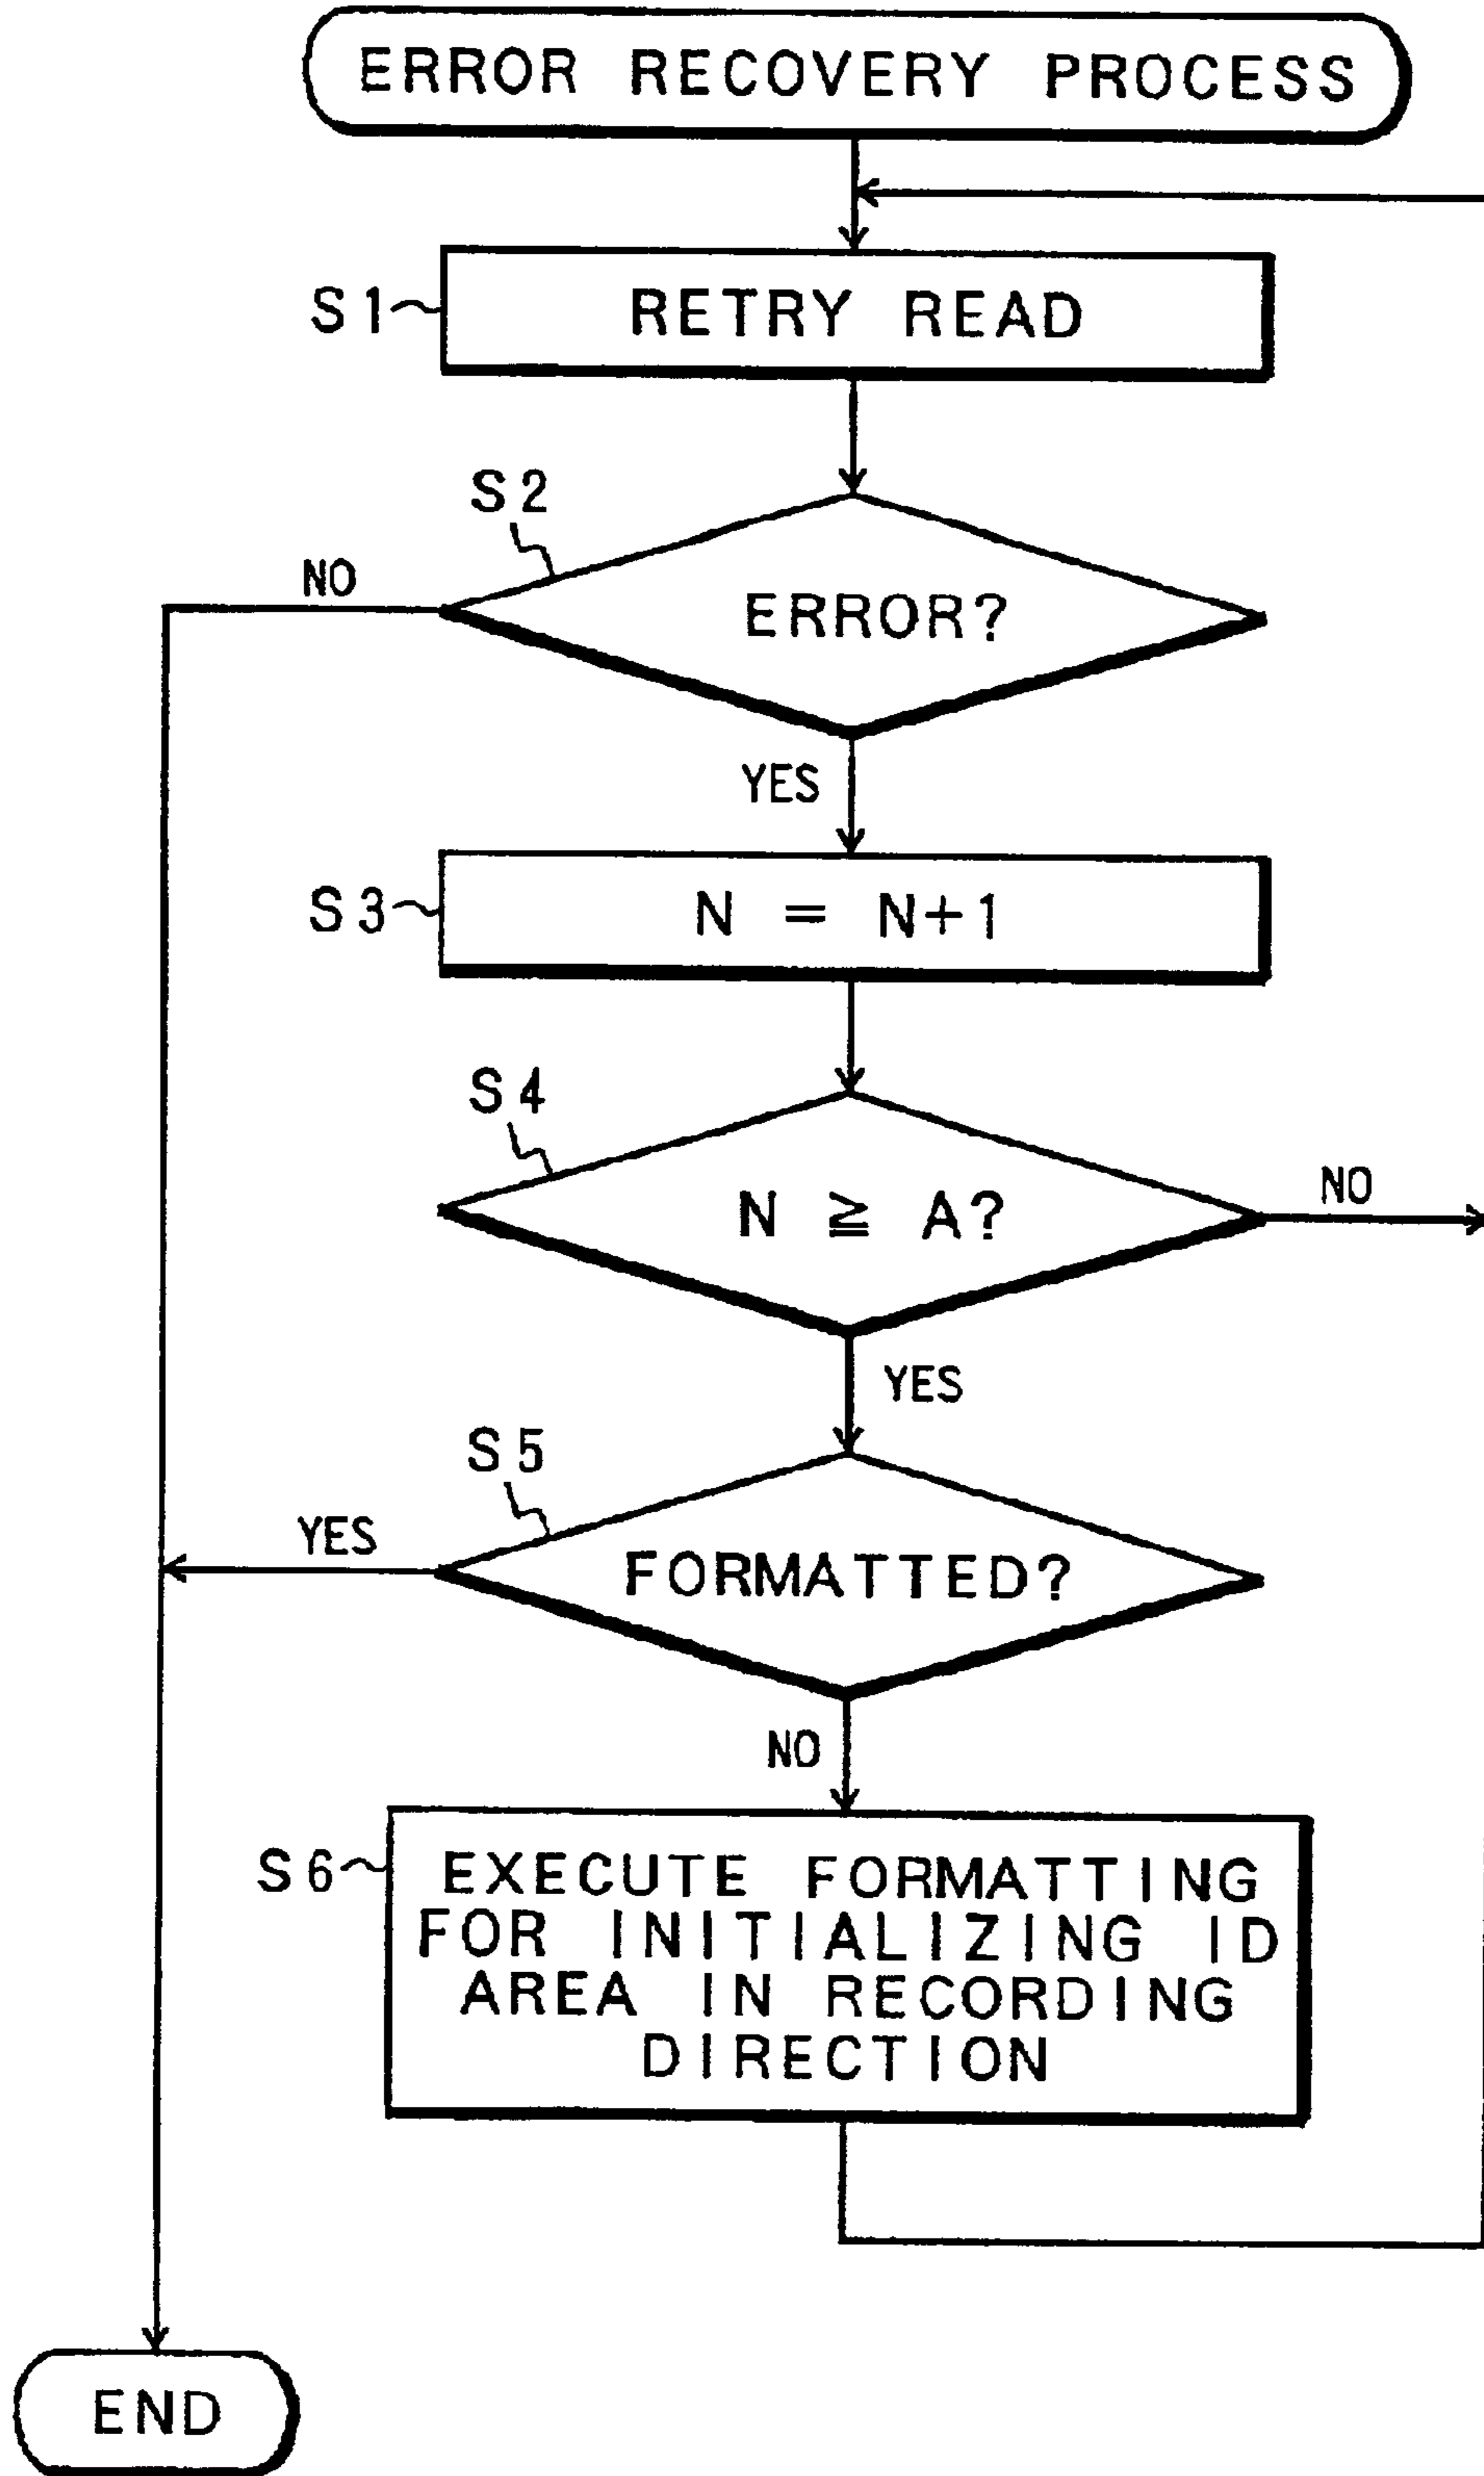 ERROR RECOVERY PROCESS
S1
RETRY READ
S2
NO
ERROR?
YES
S3
N = N+1
S4
N ≧ A?
NO
YES
S5
YES
FORMATTED?
NO
S6
EXECUTE FORMATTING
FOR INITIALIZING ID
AREA IN RECORDING
DIRECTION
END